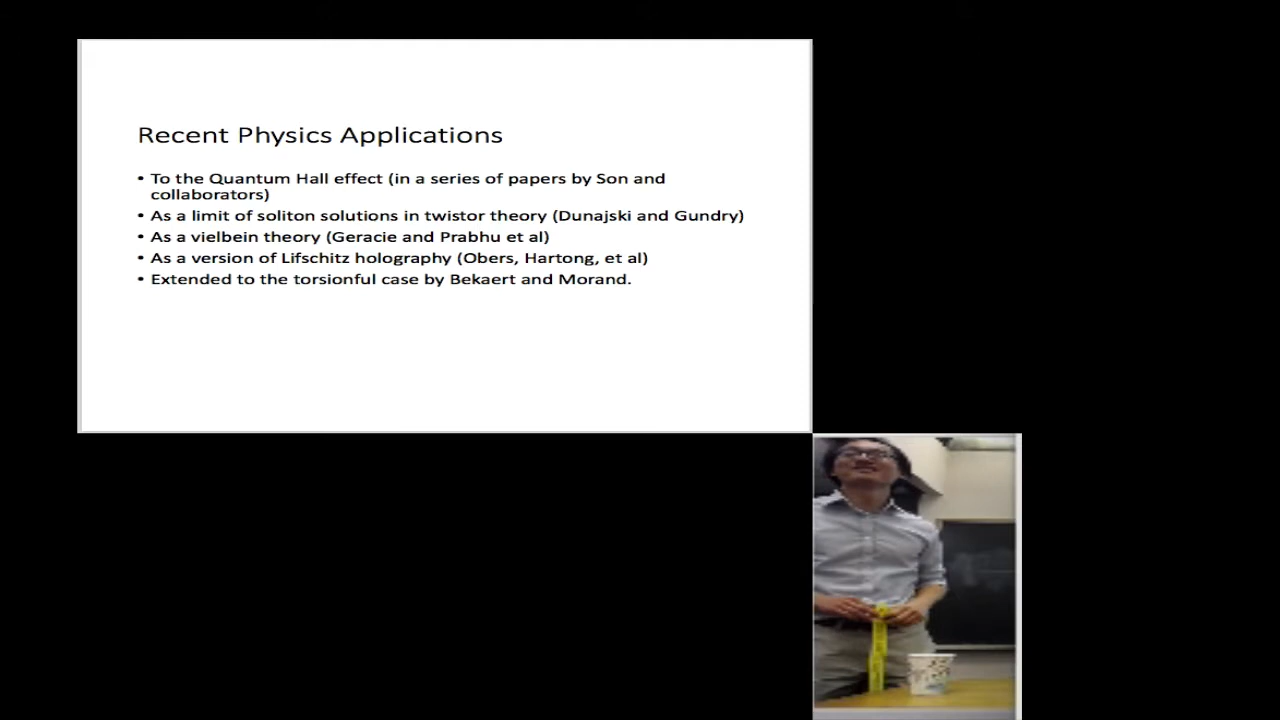 Recent Physics Applications
• To the Quantum Hall effect (in a series of papers by Son and
collaborators)
• As a limit of soliton solutions in twistor theory (Dunajski and Gundry)
• As a vielbein theory (Geracie and Prabhu et al)
• As a version of Lifschitz holography (Obers, Hartong, et al)
• Extended to the torsionful case by Bekaert and Morand.